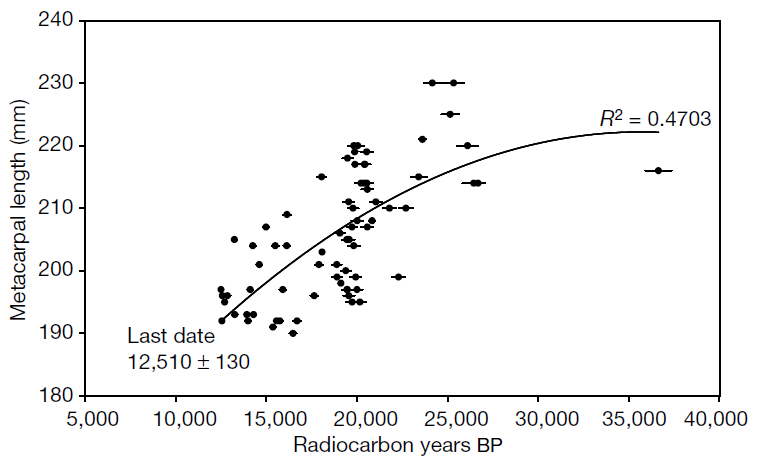 240
230
220
210
200
190
180
Metacarpal length (mm)
R² = 0.4703
Last date
12,510 ± 130
5,000 10,000 15,000 20,000 25,000 30,000 35,000 40,000
Radiocarbon years BP